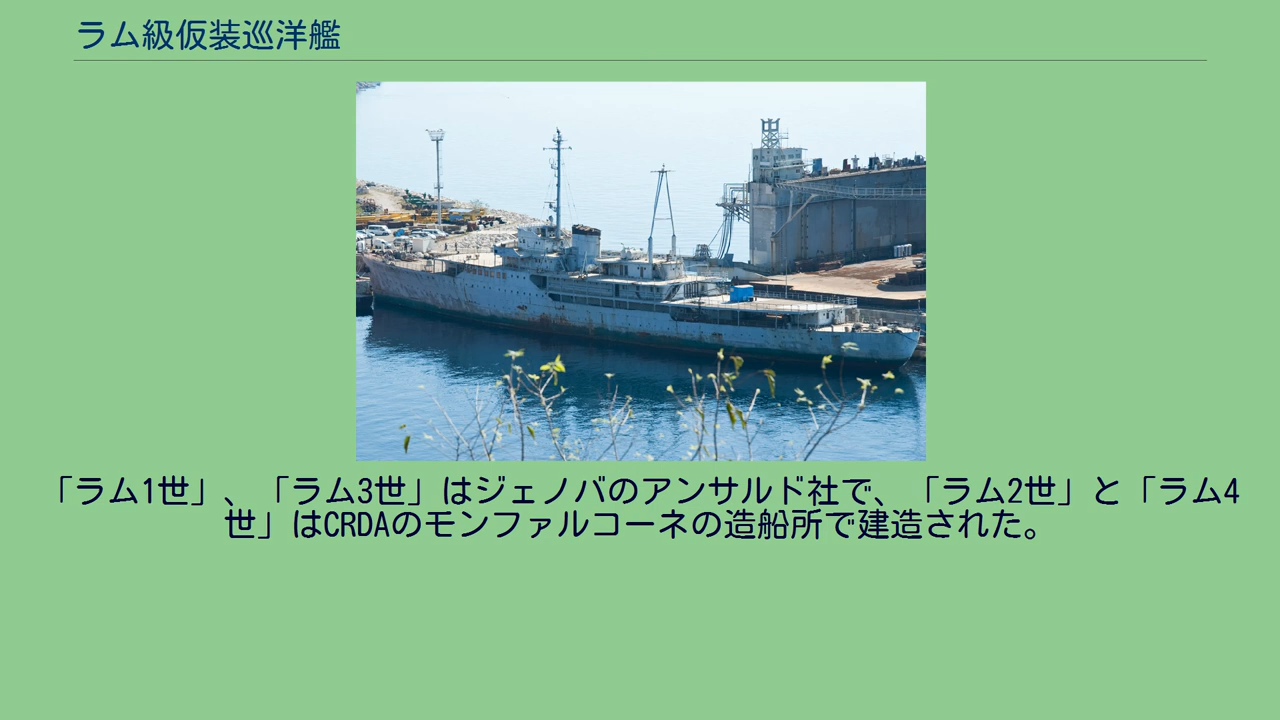 ラム級仮装巡洋艦
「ラム1世」、「ラム3世」はジェノバのアンサルド社で、「ラム2世」と「ラム4
世」はCRDAのモンファルコーネの造船所で建造された。